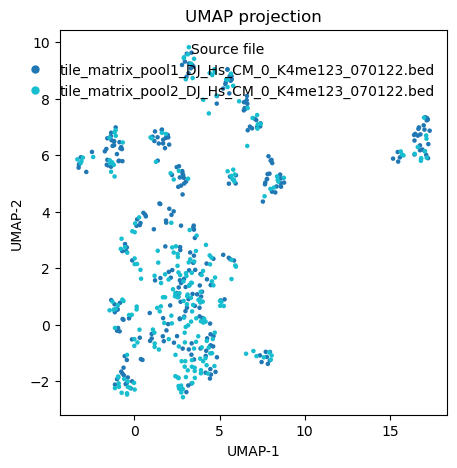 UMAP projection
Source file
tile_matrix_pool1_DJ_Hs_CM_0_K4me123_070122.bed
tile_matrix_pool2_DJ_Hs_CM_0_K4me123_070122.bed
10
8
6
4
2
0
−2
UMAP-2
0 5 10 15
UMAP-1